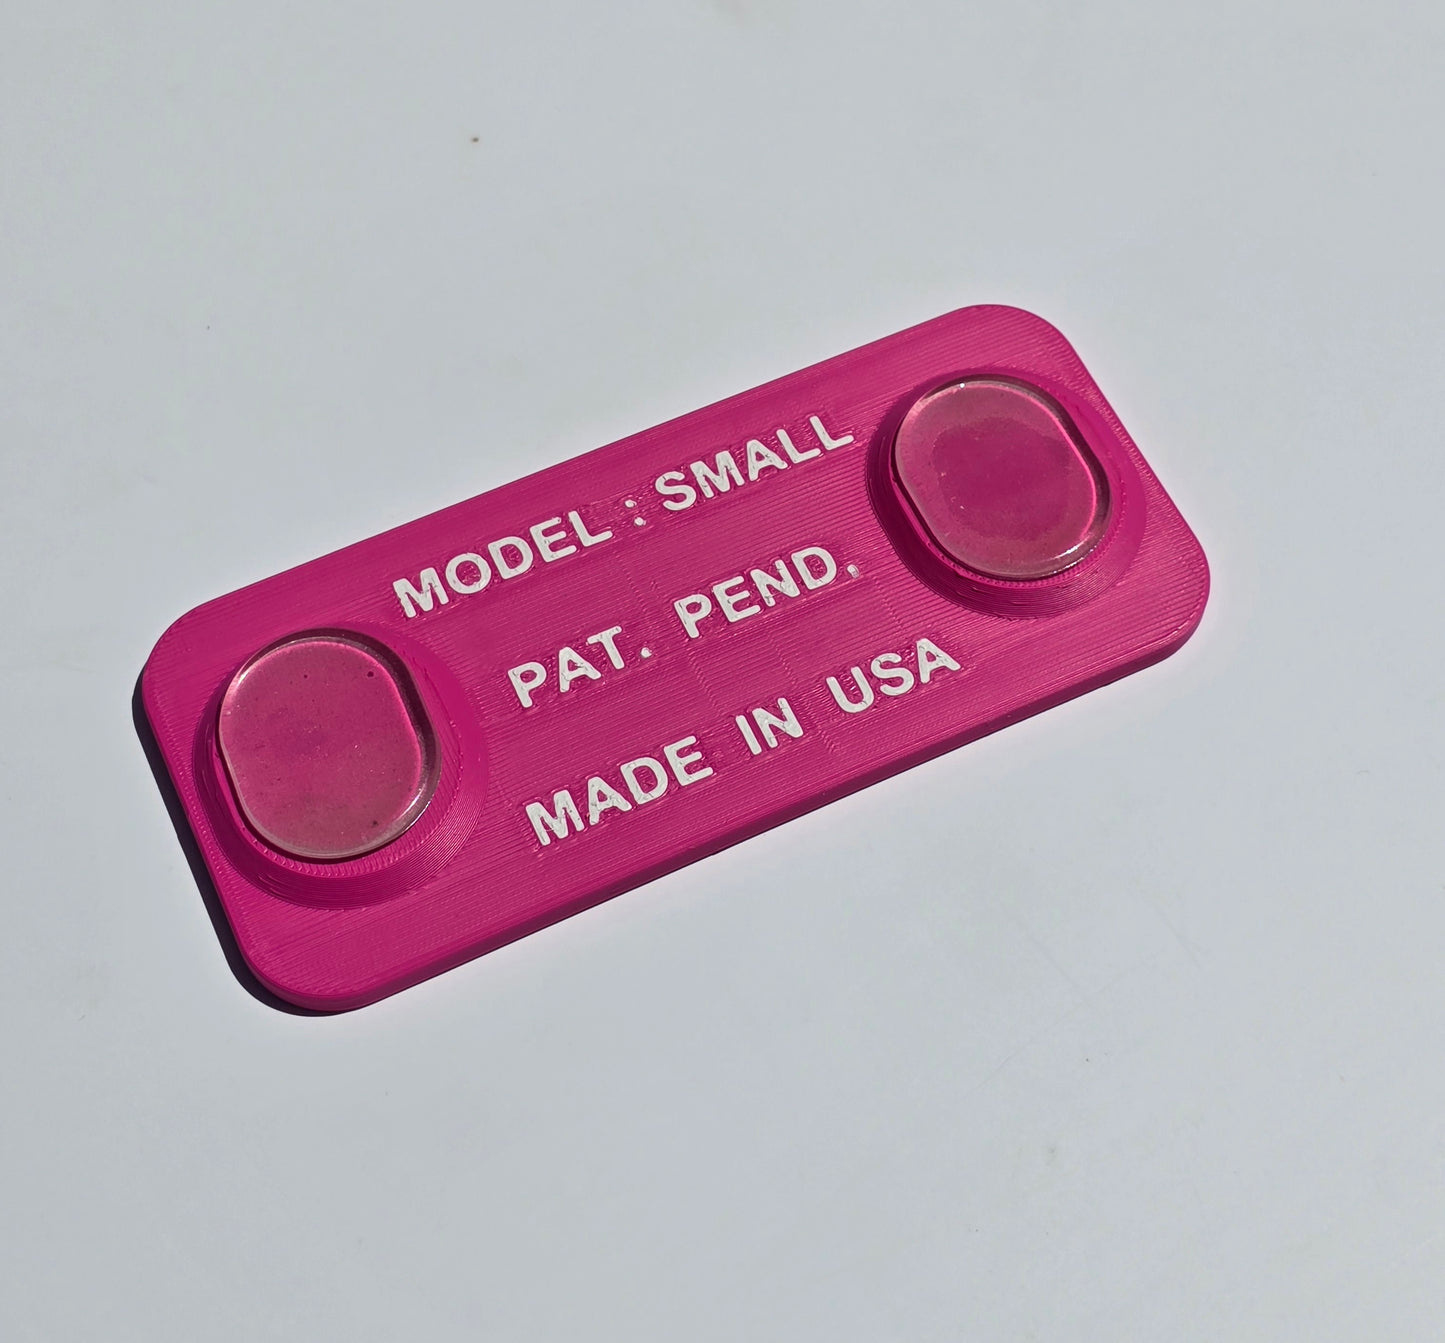 MODEL : SMALL
PAT. PEND.
MADE IN USA